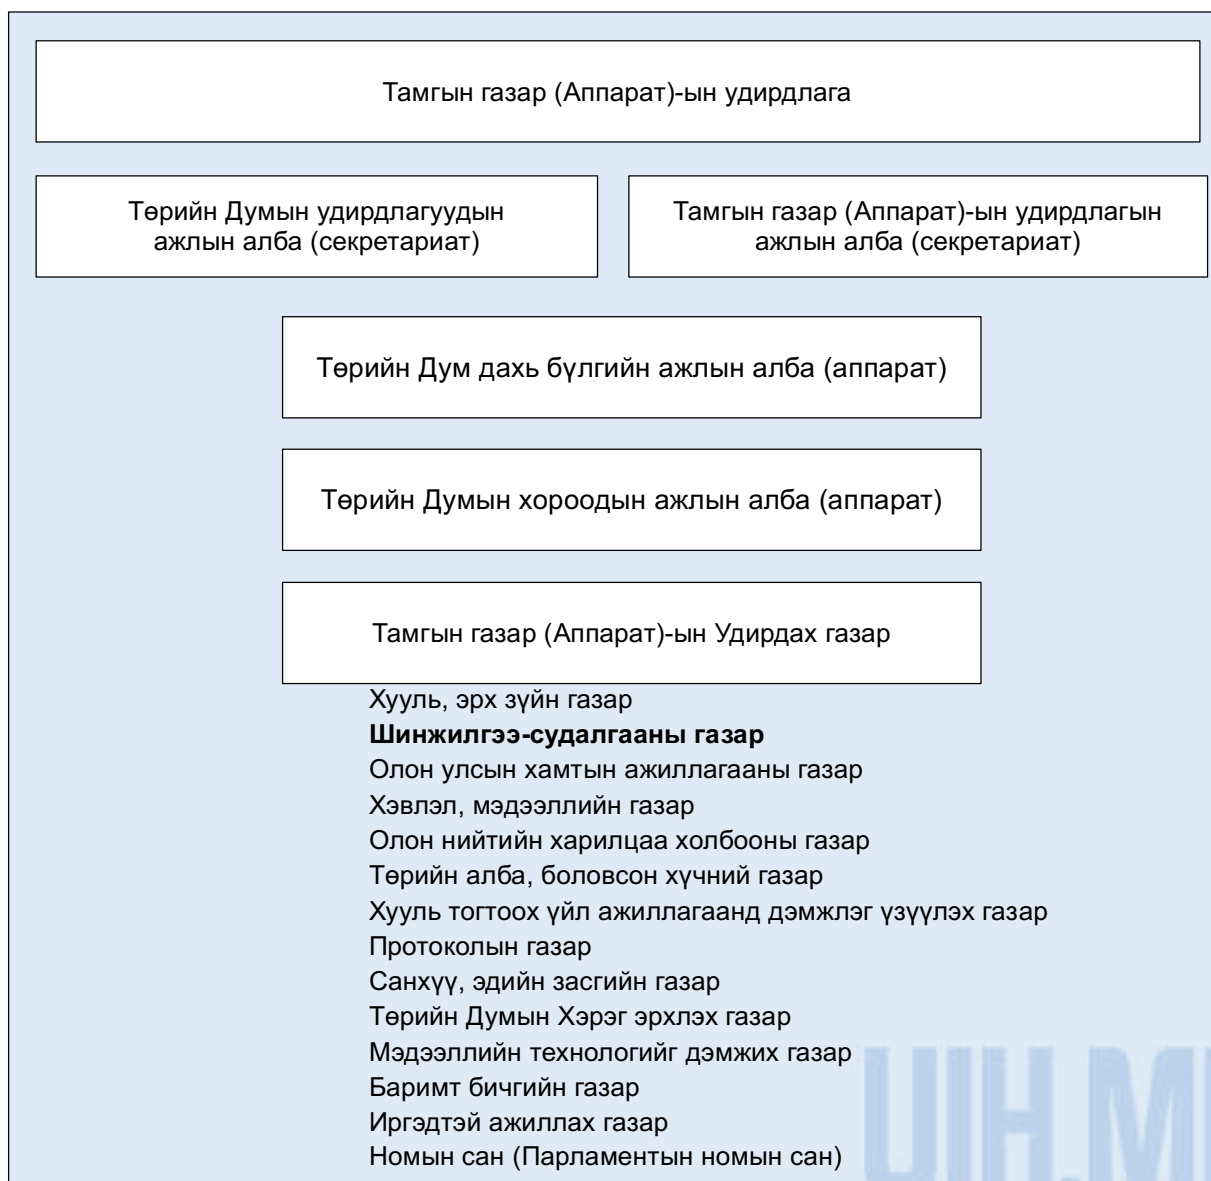 Тамгын газар (Аппарат)-ын удирдлага
Төрийн Думын удирдлагуудын
ажлын алба (секретариат)
Тамгын газар (Аппарат)-ын удирдлагын
ажлын алба (секретариат)
Төрийн Дум дахь бүлгийн ажлын алба (аппарат)
Төрийн Думын хороодын ажлын алба (аппарат)
Тамгын газар (Аппарат)-ын Удирдах газар
Хууль, эрх зүйн газар
Шинжилгээ-судалгааны газар
Олон улсын хамтын ажиллагааны газар
Хэвлэл, мэдээллийн газар
Олон нийтийн харилцаа холбооны газар
Төрийн алба, боловсон хүчний газар
Хууль тогтоох үйл ажиллагаанд дэмжлэг үзүүлэх газар
Протоколын газар
Санхүү, эдийн засгийн газар
Төрийн Думын Хэрэг эрхлэх газар
Мэдээллийн технологийг дэмжих газар
Баримт бичгийн газар
Иргэдтэй ажиллах газар
Номын сан (Парламентын номын сан)